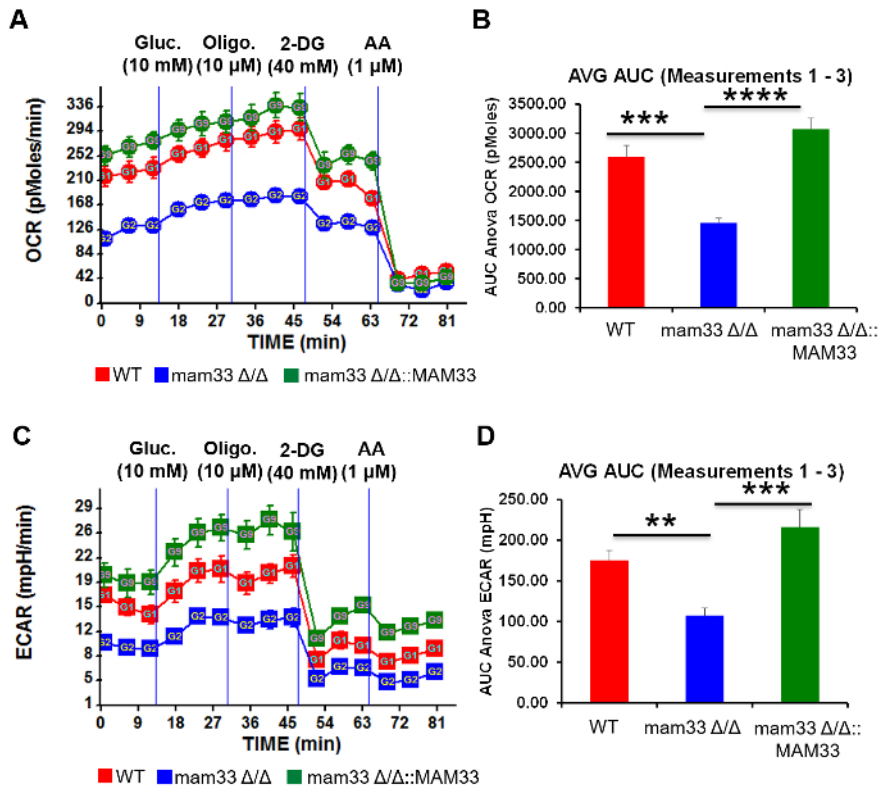 A
Gluc. Oligo. 2-DG AA
(10 mM) (10 µM) (40 mM) (1 µM)
OCR (pMoles/min)
336
294
252
210
168
126
84
42
0
G9 G1 G2
0 9 18 27 36 45 54 63 72 81
TIME (min)
WT mam33 Δ/Δ mam33 Δ/Δ::MAM33
B
AVG AUC (Measurements 1 - 3)
*** ****
AUC Anova OCR (pMoles)
3500.00
3000.00
2500.00
2000.00
1500.00
1000.00
500.00
0.00
WT mam33 Δ/Δ mam33 Δ/Δ::
MAM33
C
Gluc. Oligo. 2-DG AA
(10 mM) (10 µM) (40 mM) (1 µM)
ECAR (mpH/min)
29
26
22
19
15
12
8
5
1
G9 G1 G2
0 9 18 27 36 45 54 63 72 81
TIME (min)
WT mam33 Δ/Δ mam33 Δ/Δ::MAM33
D
AVG AUC (Measurements 1 - 3)
** ***
AUC Anova ECAR (mpH)
250.00
200.00
150.00
100.00
50.00
0.00
WT mam33 Δ/Δ mam33 Δ/Δ::
MAM33